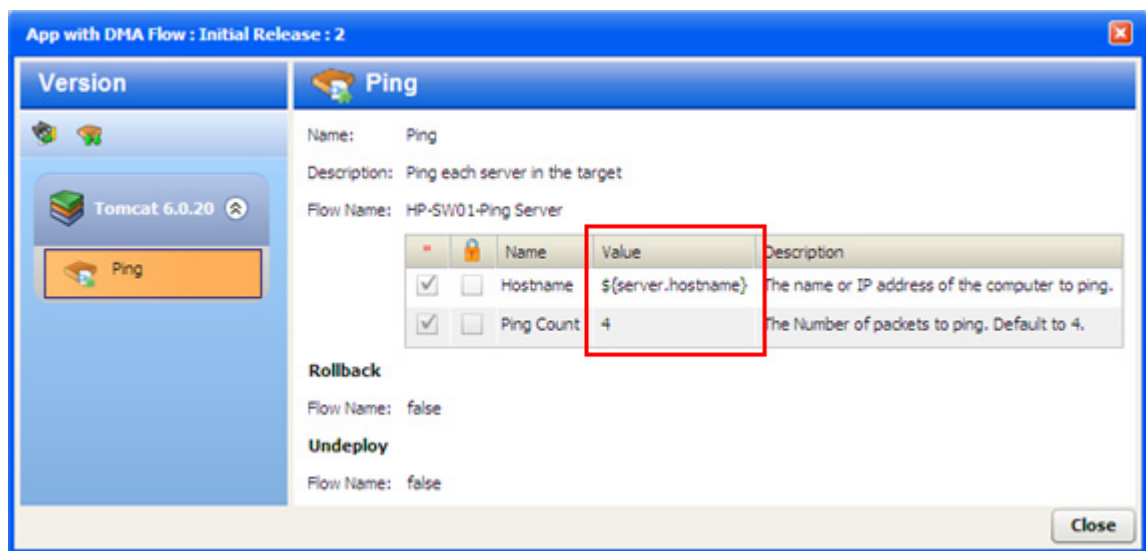 App with DMA Flow : Initial Release : 2
Version
Ping
Tomcat 6.0.20
Ping
Name: Ping
Description: Ping each server in the target
Flow Name: HP-SW01-Ping Server
* Name Value Description
Hostname ${server.hostname} The name or IP address of the computer to ping.
Ping Count 4 The Number of packets to ping. Default to 4.
Rollback
Flow Name: false
Undeploy
Flow Name: false
Close